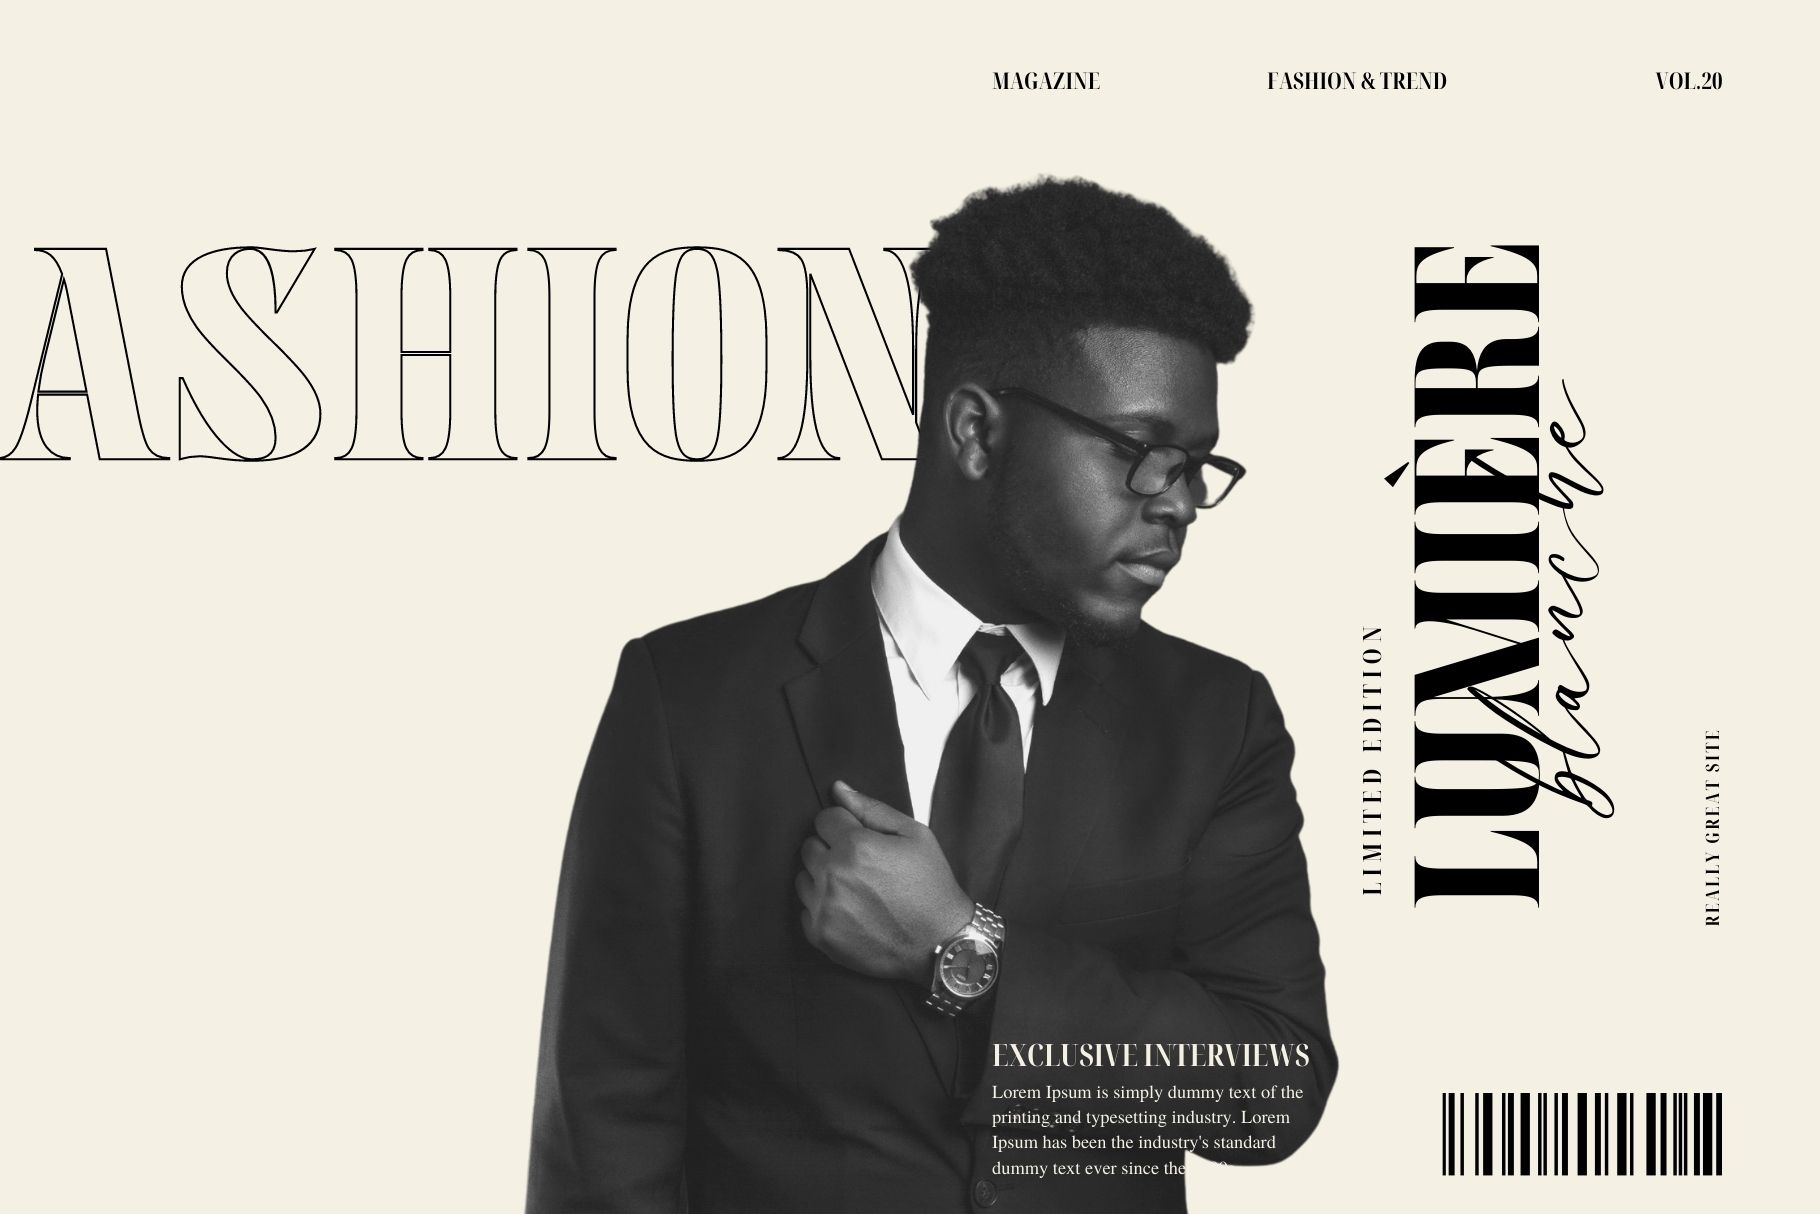 MAGAZINE
FASHION & TREND
VOL.20
ASHION
LUMIÈRE
blanche
LIMITED EDITION
REALLY GREAT SITE
EXCLUSIVE INTERVIEWS
Lorem Ipsum is simply dummy text of the
printing and typesetting industry. Lorem
Ipsum has been the industry's standard
dummy text ever since the